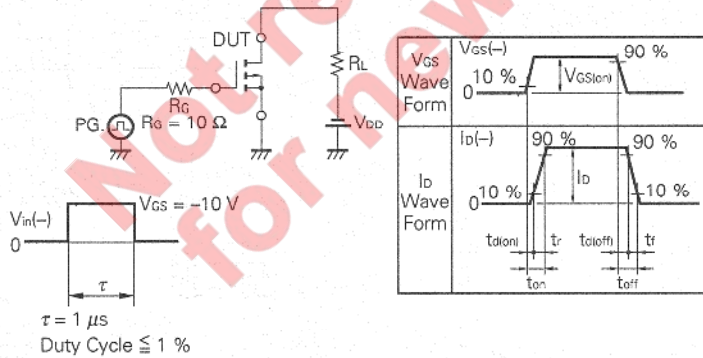 Not re
for new
DUT
RL
RG
PG.
RG = 10 Ω
VDD
Vin(−)
0
VGS = −10 V
τ
τ = 1 μs
Duty Cycle ≦ 1 %
VGS
Wave
Form
VGS(−)
10 %
0
VGS(on)
90 %
ID
Wave
Form
ID(−)
90 %
90 %
10 %
0
ID
10 %
td(on)
tr
td(off)
tf
ton
toff